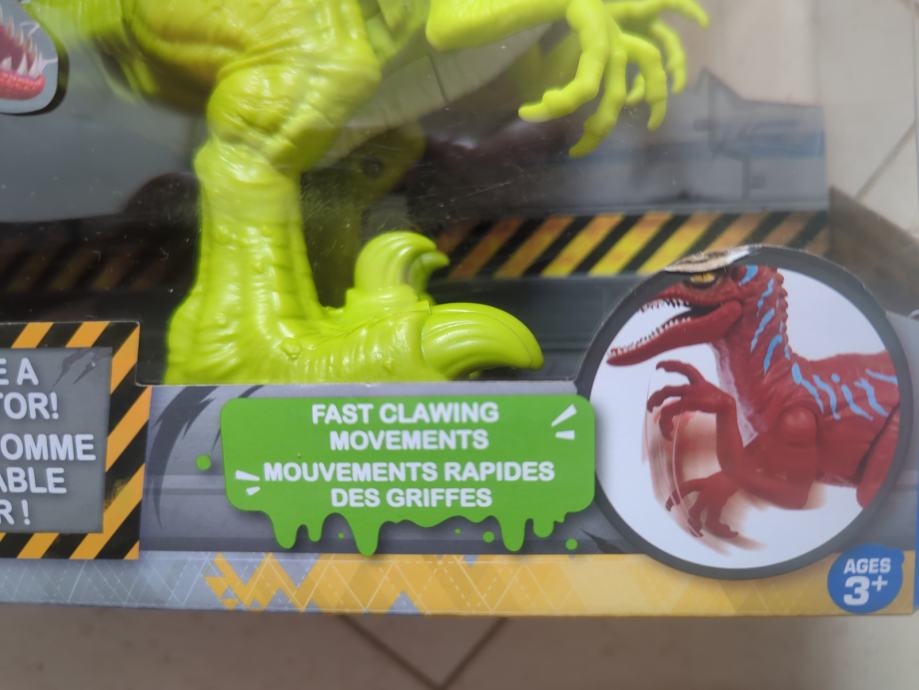 E A
TOR!
OMME
ABLE
R !
FAST CLAWING
MOVEMENTS
MOUVEMENTS RAPIDES
DES GRIFFES
AGES
3+